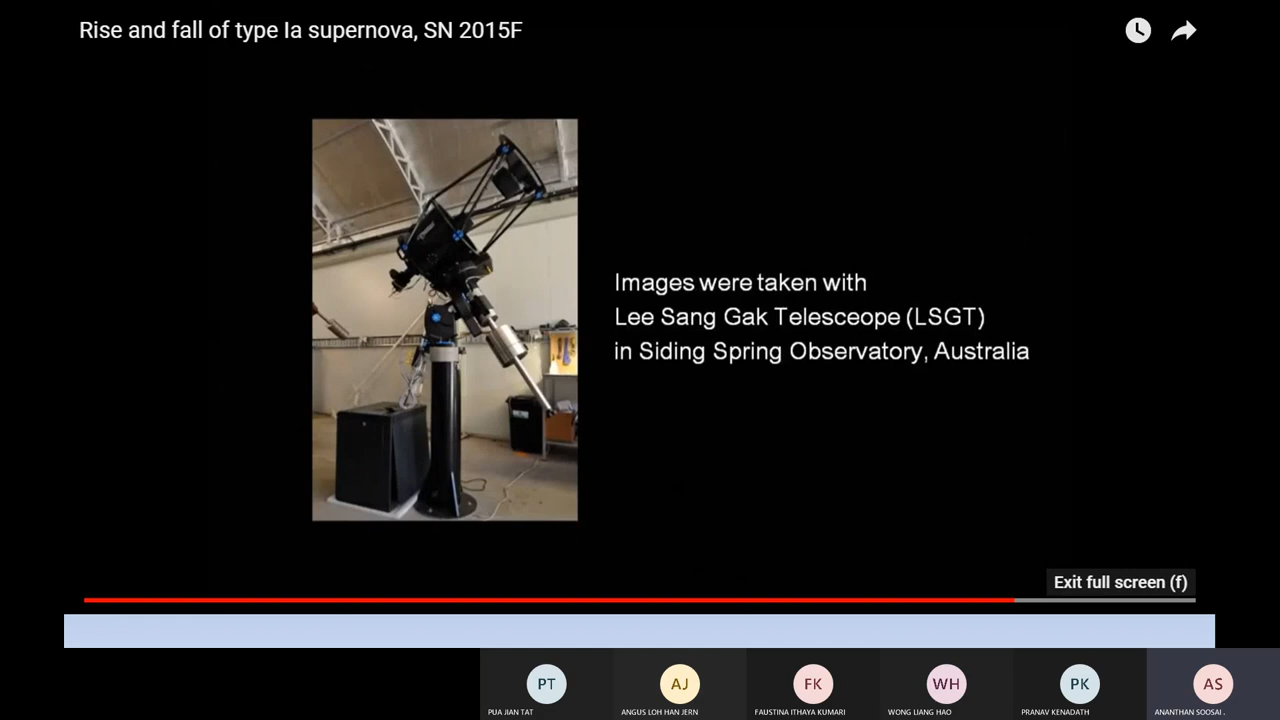 Rise and fall of type Ia supernova, SN 2015F
Images were taken with
Lee Sang Gak Telesceope (LSGT)
in Siding Spring Observatory, Australia
Exit full screen (f)
PT
AJ
FK
WH
PK
AS
PUA JIAN TAT
ANGUS LOH HAN JERN
FAUSTINA ITHAYA KUMARI
WONG LIANG HAO
PRANAV KENADATH
ANANTHAN SOOSAI .